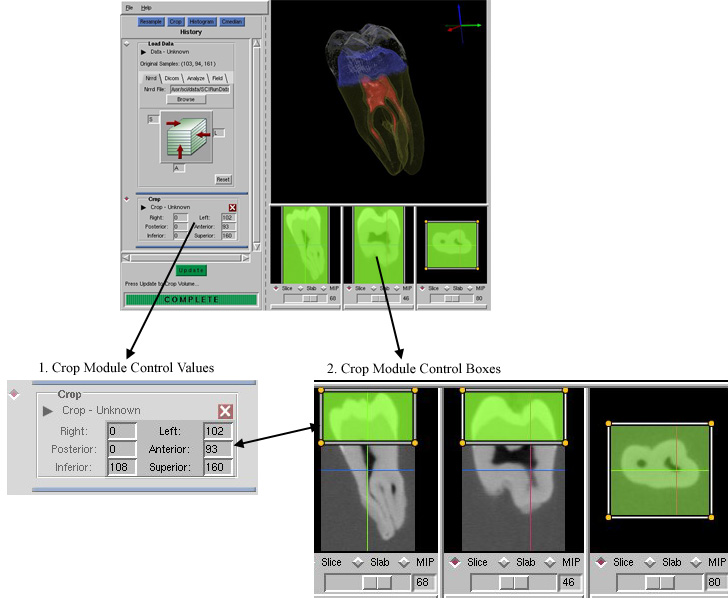 File Help
Resample Crop Histogram Cmedian
History
Load Data
Data - Unknown
Original Samples: (103, 94, 161)
Nrrd Dicom Analyze Field
Nrrd File: /usr/sci/data/SCIRunData
Browse
S
L
A
Reset
Crop
Crop - Unknown
Right: 0 Left: 102
Posterior: 0 Anterior: 93
Inferior: 0 Superior: 160
Update
Press Update to Crop Volume...
COMPLETE
Slice Slab MIP
68
Slice Slab MIP
46
Slice Slab MIP
80
1. Crop Module Control Values
2. Crop Module Control Boxes
Crop
Crop - Unknown
Right: 0 Left: 102
Posterior: 0 Anterior: 93
Inferior: 108 Superior: 160
Slice Slab MIP
68
Slice Slab MIP
46
Slice Slab MIP
80